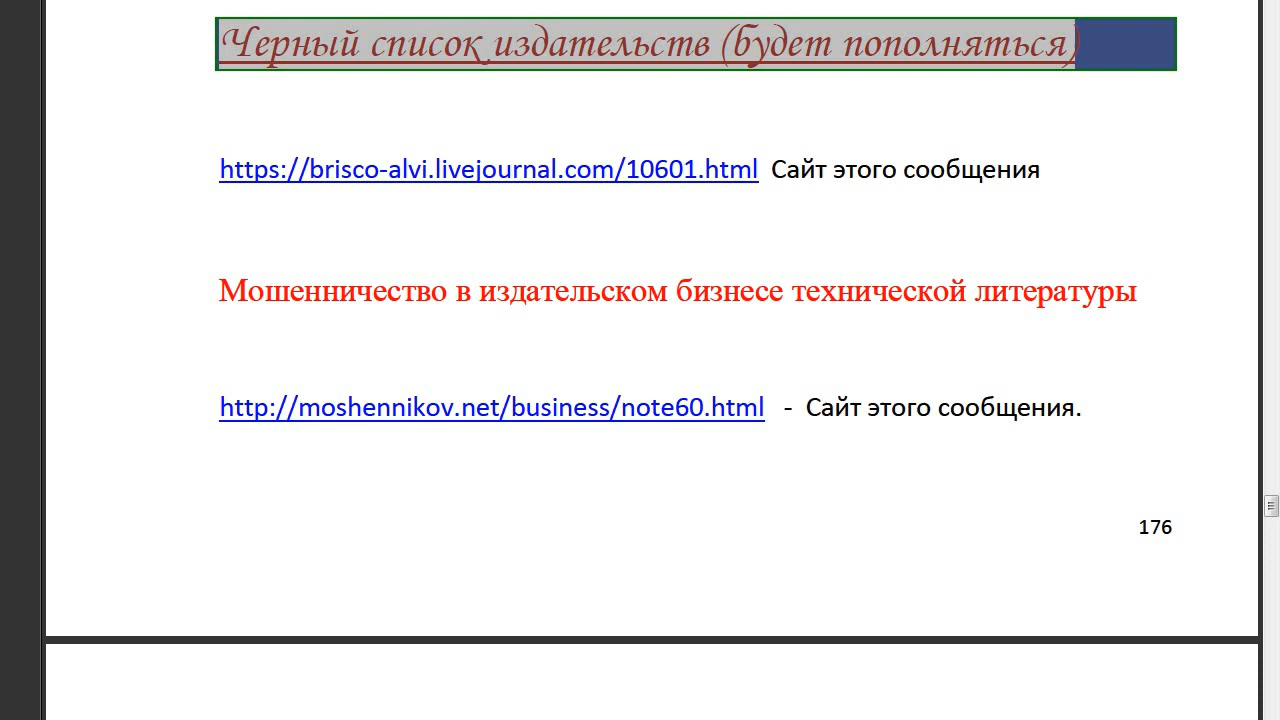 Черный список издательств (будет пополняться)
https://brisco-alvi.livejournal.com/10601.html Сайт этого сообщения
Мошенничество в издательском бизнесе технической литературы
http://moshennikov.net/business/note60.html - Сайт этого сообщения.
176